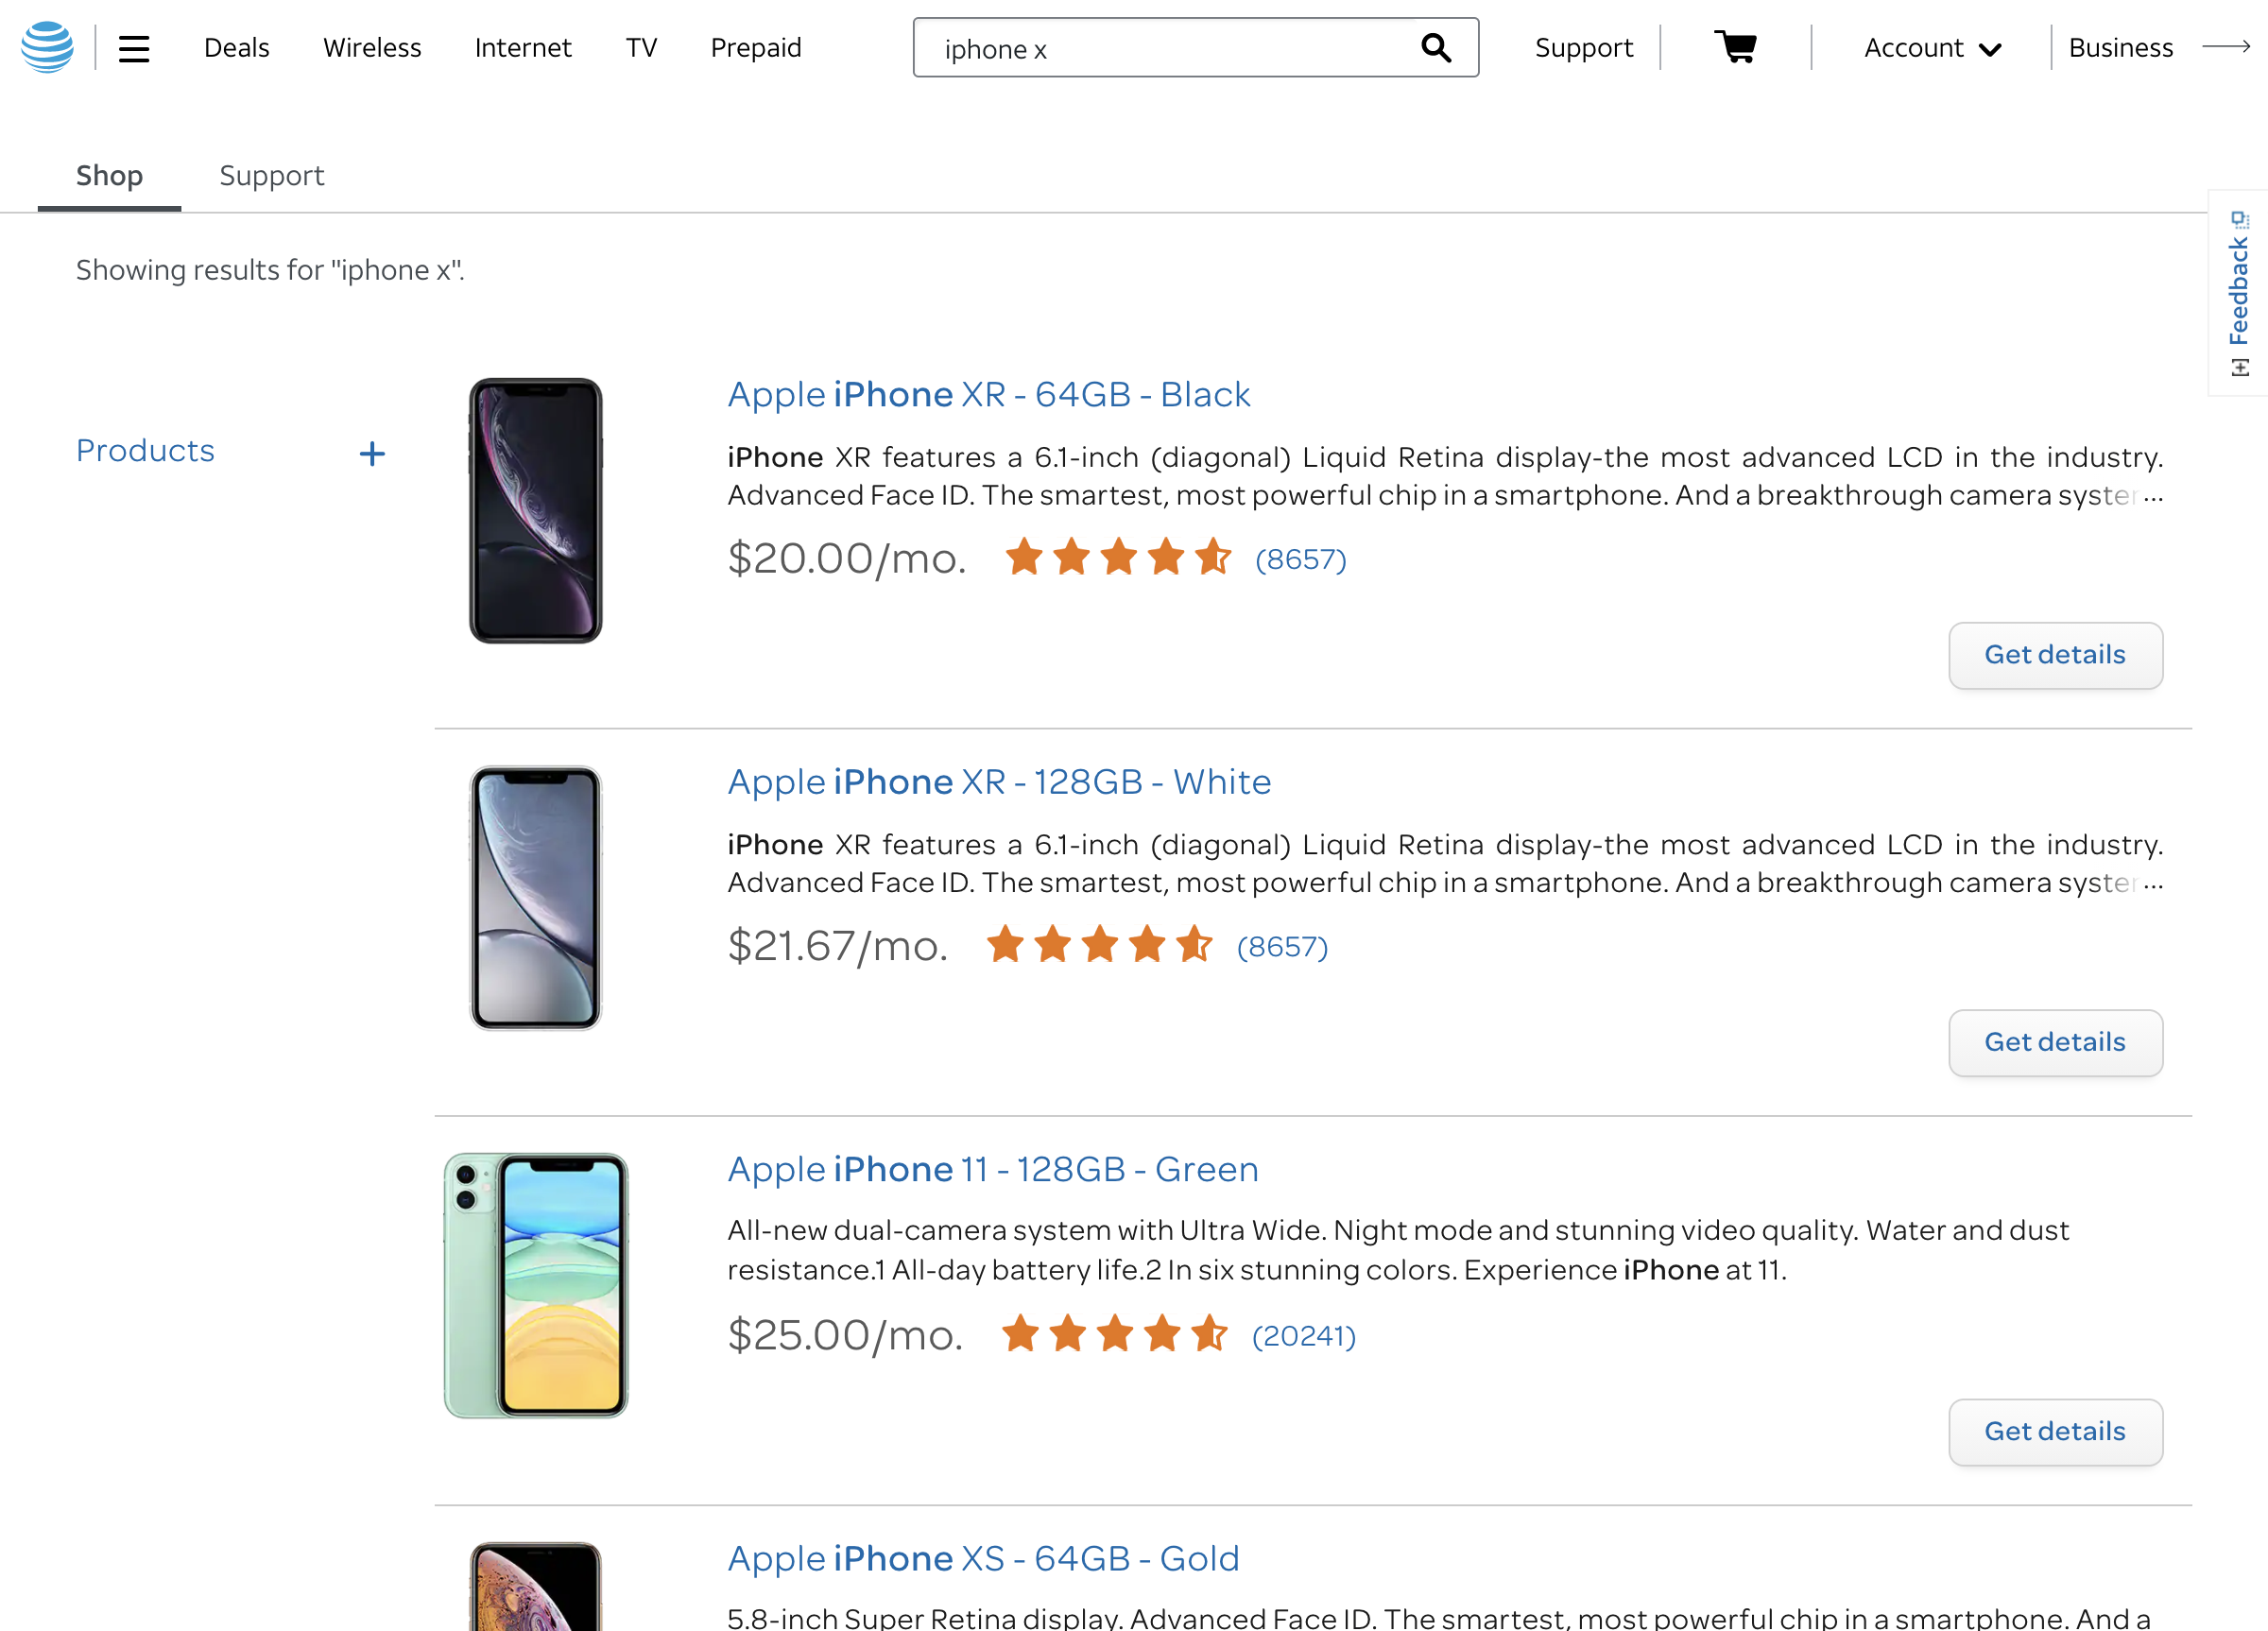 Deals Wireless Internet TV Prepaid iphone x Support Account Business
Shop Support
Showing results for "iphone x".
Feedback
Products
Apple iPhone XR - 64GB - Black
iPhone XR features a 6.1-inch (diagonal) Liquid Retina display-the most advanced LCD in the industry.
Advanced Face ID. The smartest, most powerful chip in a smartphone. And a breakthrough camera syster...
$20.00/mo. (8657)
Get details
Apple iPhone XR - 128GB - White
iPhone XR features a 6.1-inch (diagonal) Liquid Retina display-the most advanced LCD in the industry.
Advanced Face ID. The smartest, most powerful chip in a smartphone. And a breakthrough camera syster...
$21.67/mo. (8657)
Get details
Apple iPhone 11 - 128GB - Green
All-new dual-camera system with Ultra Wide. Night mode and stunning video quality. Water and dust
resistance.1 All-day battery life.2 In six stunning colors. Experience iPhone at 11.
$25.00/mo. (20241)
Get details
Apple iPhone XS - 64GB - Gold
5.8-inch Super Retina display. Advanced Face ID. The smartest, most powerful chip in a smartphone. And a